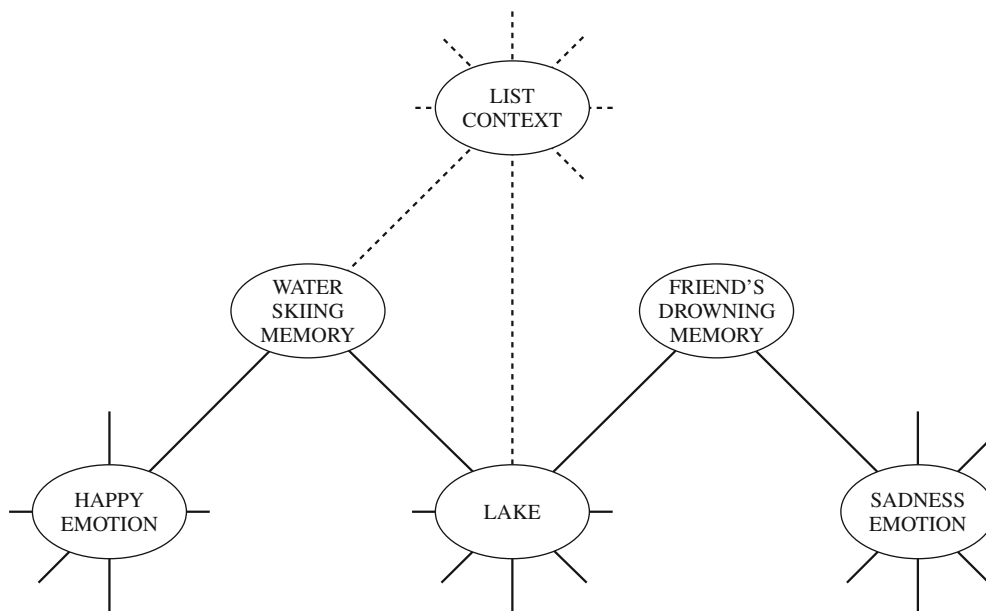 LIST
CONTEXT
WATER
SKIING
MEMORY
FRIEND'S
DROWNING
MEMORY
HAPPY
EMOTION
LAKE
SADNESS
EMOTION